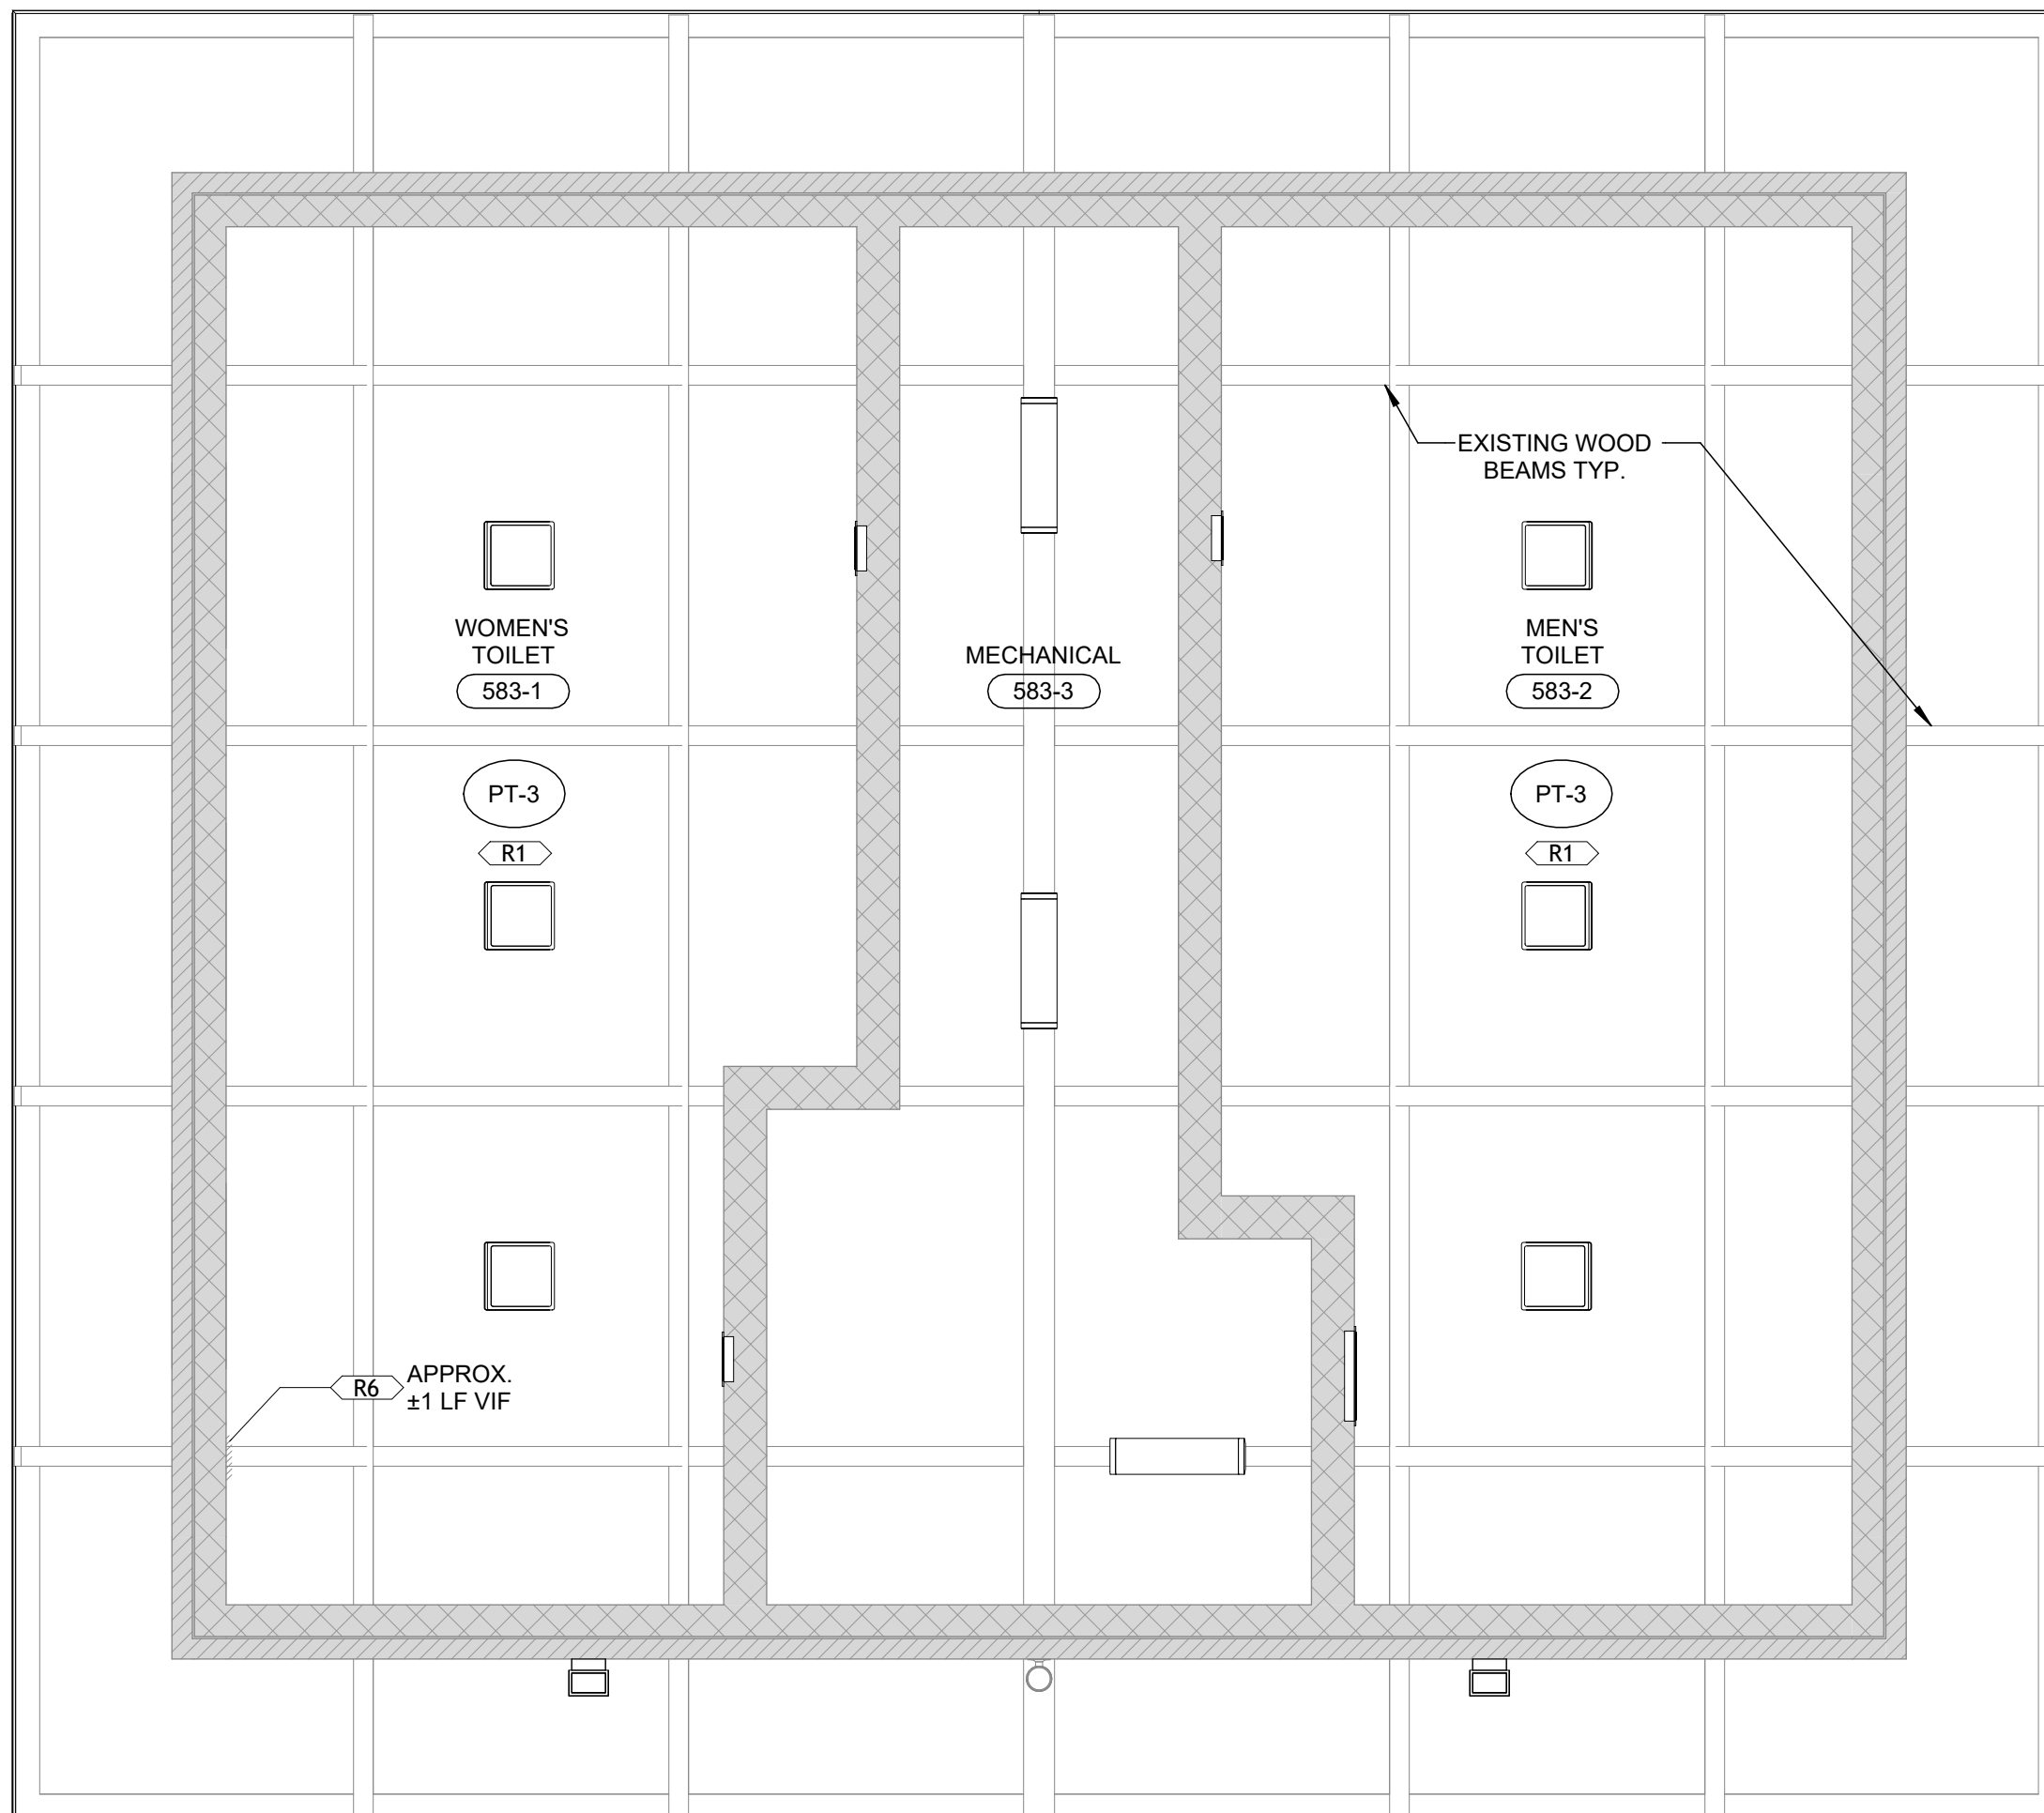 EXISTING WOOD
BEAMS TYP.
WOMEN'S
TOILET
583-1
MECHANICAL
583-3
MEN'S
TOILET
583-2
PT-3
R1
PT-3
R1
R6
APPROX.
±1 LF VIF